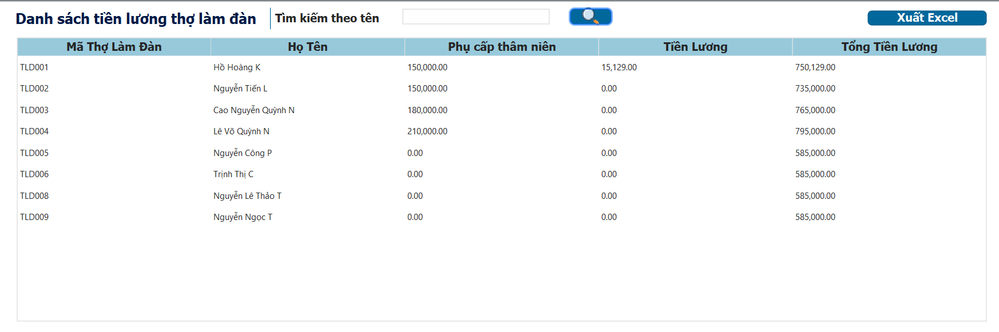 Danh sách tiền lương thợ làm đàn Tìm kiếm theo tên Xuất Excel
Mã Thợ Làm Đàn Họ Tên Phụ cấp thâm niên Tiền Lương Tổng Tiền Lương
TLD001 Hồ Hoàng K 150,000.00 15,129.00 750,129.00
TLD002 Nguyễn Tiến L 150,000.00 0.00 735,000.00
TLD003 Cao Nguyễn Quỳnh N 180,000.00 0.00 765,000.00
TLD004 Lê Võ Quỳnh N 210,000.00 0.00 795,000.00
TLD005 Nguyễn Công P 0.00 0.00 585,000.00
TLD006 Trịnh Thị C 0.00 0.00 585,000.00
TLD008 Nguyễn Lê Thảo T 0.00 0.00 585,000.00
TLD009 Nguyễn Ngọc T 0.00 0.00 585,000.00